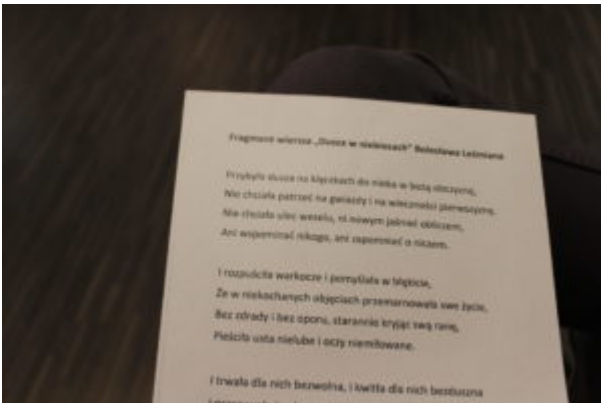 Fragment wiersza „Dusza w niebiosach” Bolesława Leśmiana
Przybyła dusza na klęczkach do nieba w bożą obczyznę,
Nie chciała patrzeć na gwiazdy i na wieczności pierwszyznę,
Nie chciała ulec weselu, ni nowym jaśnieć obliczem,
Ani wspominać nikogo, ani zapomnieć o niczem.
I rozpuściła warkocze i pomyślała w błękicie,
Że w niekochanych objęciach przemarnowała swe życie,
Bez zdrady i bez oporu, starannie kryjąc swą ranę,
Pieściła usta nielube i oczy niemiłowane.
I trwała dla nich bezwolna, i kwitła dla nich bezduszna